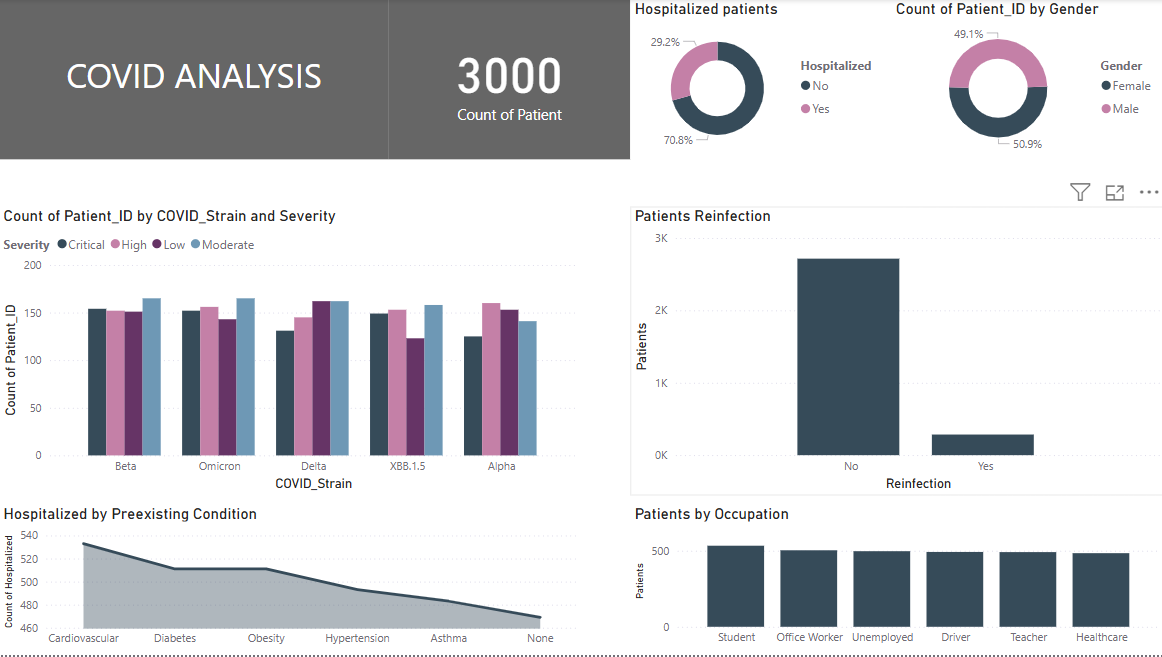 COVID ANALYSIS
3000
Count of Patient
Hospitalized patients
29.2%
70.8%
Hospitalized
No
Yes
Count of Patient_ID by Gender
49.1%
50.9%
Gender
Female
Male
Count of Patient_ID by COVID_Strain and Severity
Severity Critical High Low Moderate
Count of Patient_ID
200
150
100
50
0
Beta Omicron Delta XBB.1.5 Alpha
COVID_Strain
Patients Reinfection
Patients
3K
2K
1K
0K
No Yes
Reinfection
Hospitalized by Preexisting Condition
Count of Hospitalized
540
520
500
480
460
Cardiovascular Diabetes Obesity Hypertension Asthma None
Patients by Occupation
Patients
500
0
Student Office Worker Unemployed Driver Teacher Healthcare